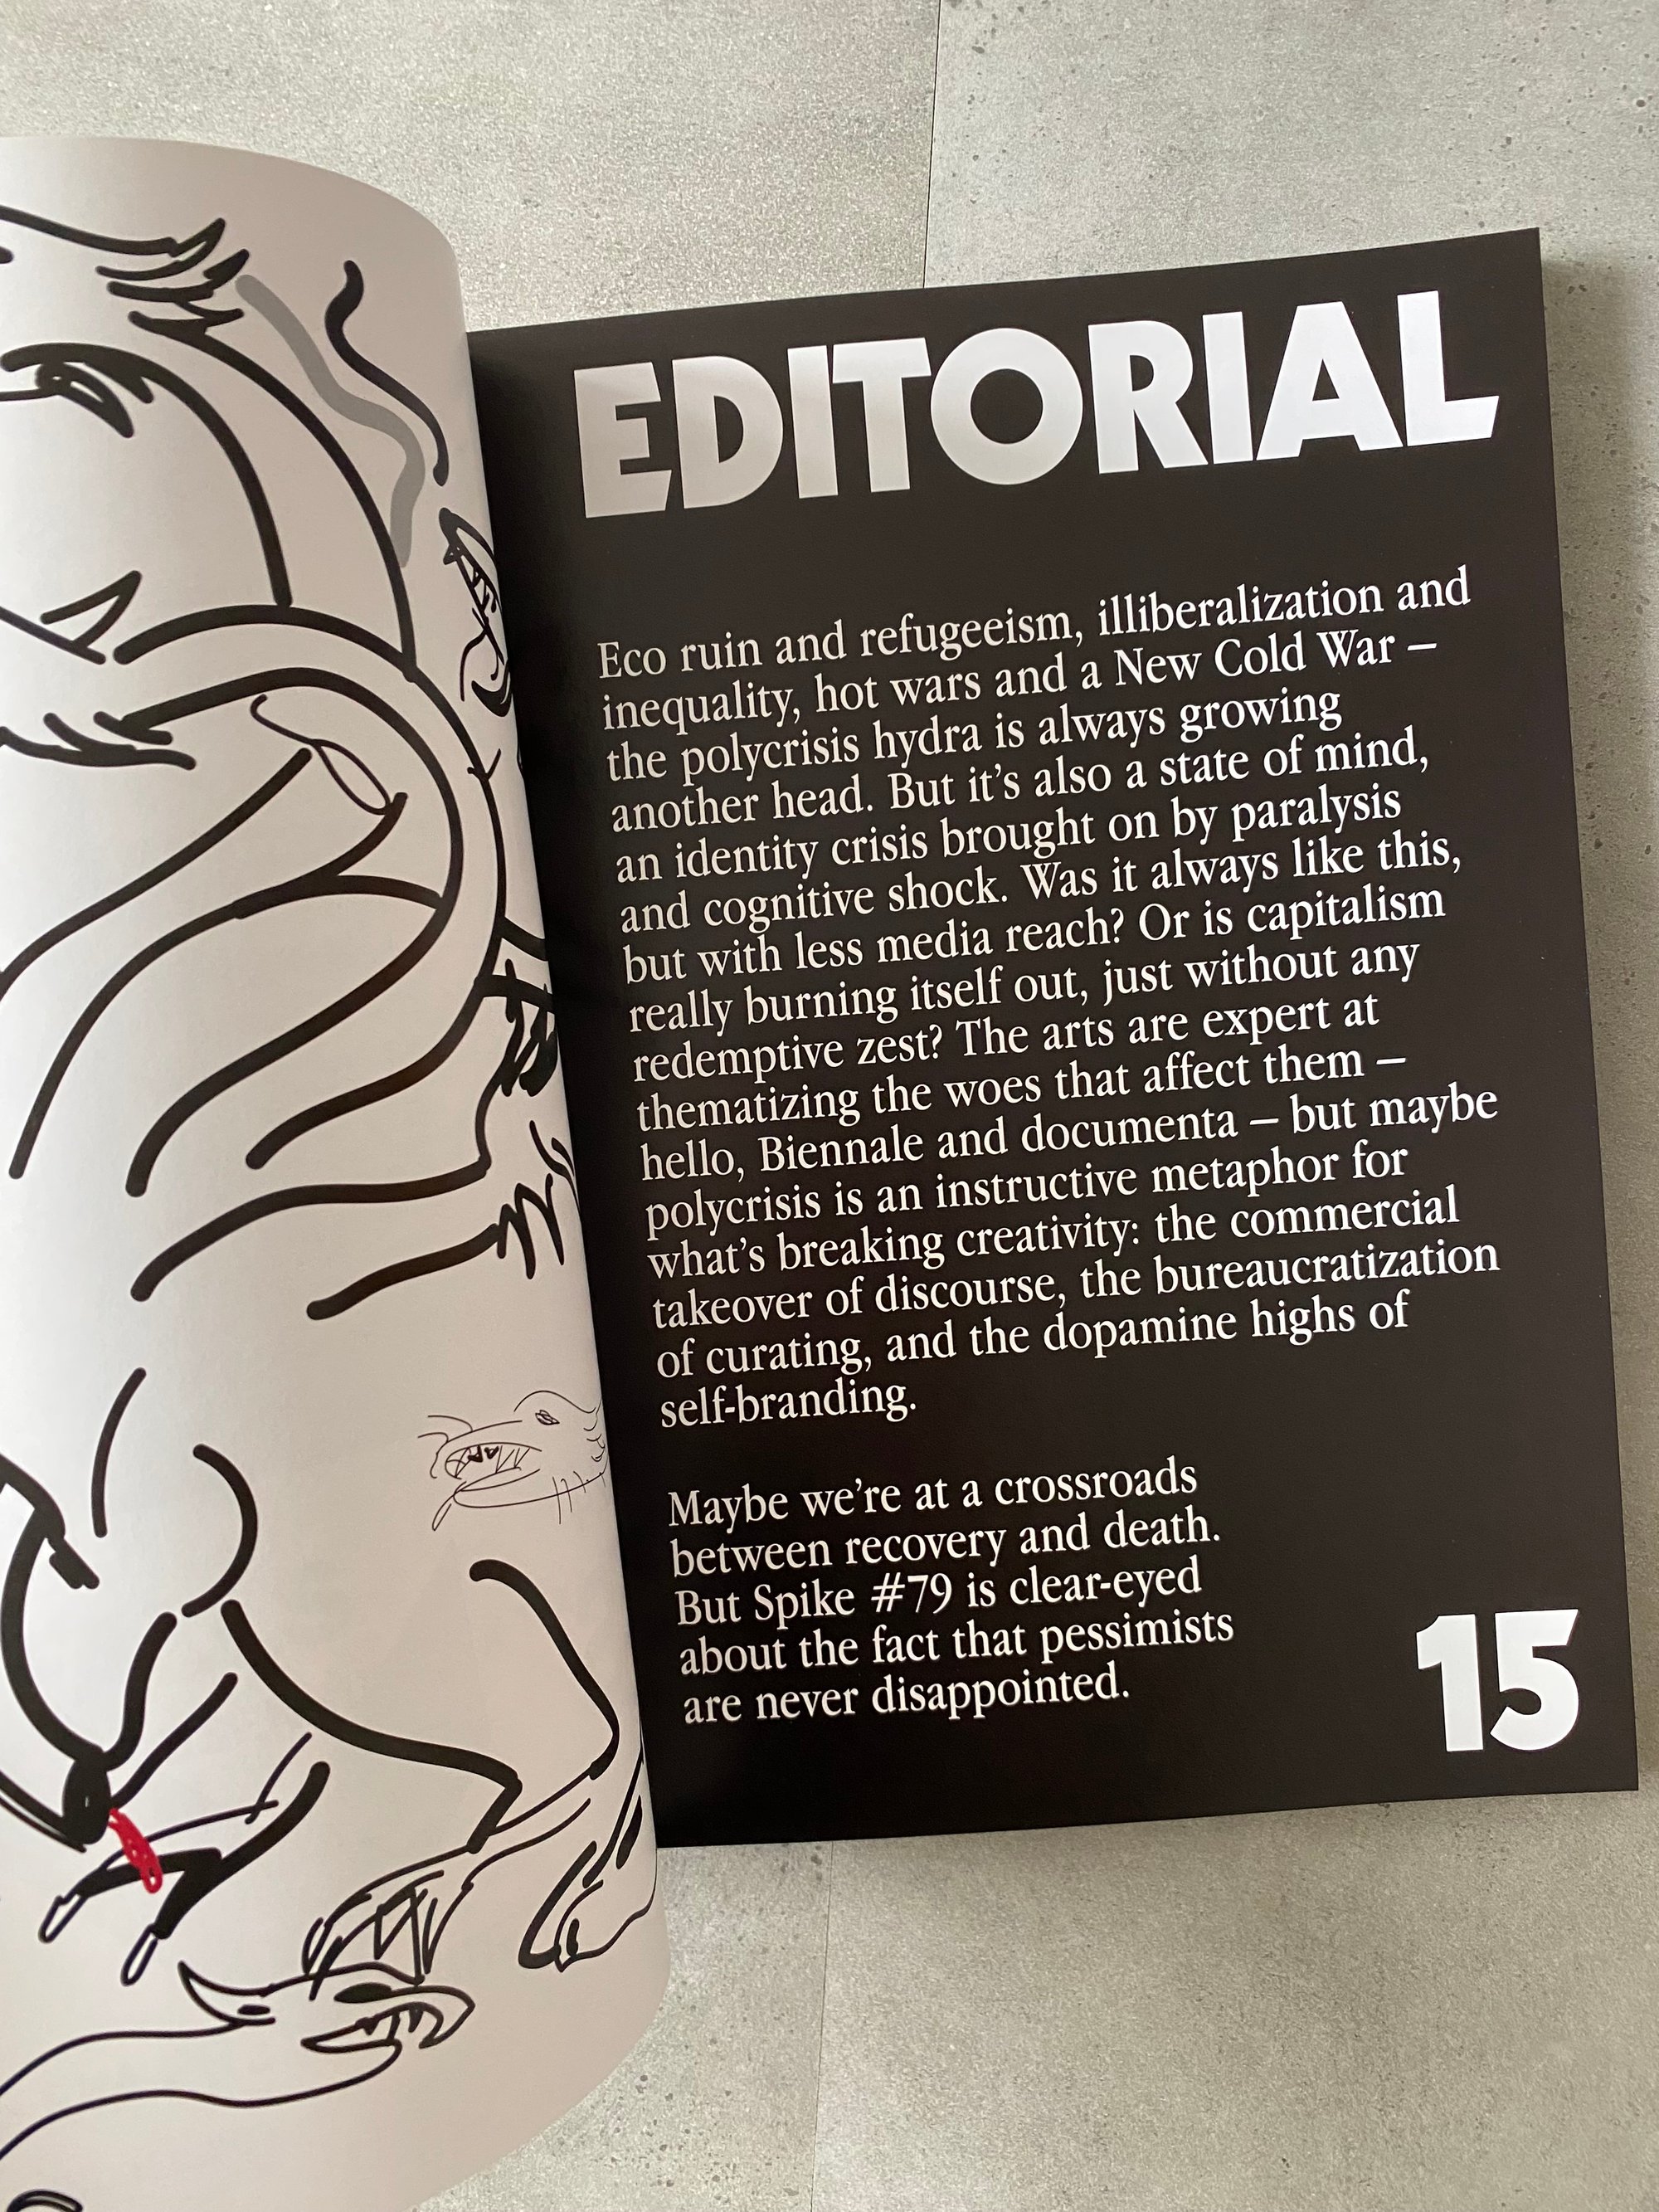 EDITORIAL
Eco ruin and refugeeism, illiberalization and
inequality, hot wars and a New Cold War –
the polycrisis hydra is always growing
another head. But it’s also a state of mind,
an identity crisis brought on by paralysis
and cognitive shock. Was it always like this,
but with less media reach? Or is capitalism
really burning itself out, just without any
redemptive zest? The arts are expert at
thematizing the woes that affect them –
hello, Biennale and documenta – but maybe
polycrisis is an instructive metaphor for
what’s breaking creativity: the commercial
takeover of discourse, the bureaucratization
of curating, and the dopamine highs of
self-branding.
Maybe we’re at a crossroads
between recovery and death.
But Spike #79 is clear-eyed
about the fact that pessimists
are never disappointed.
15